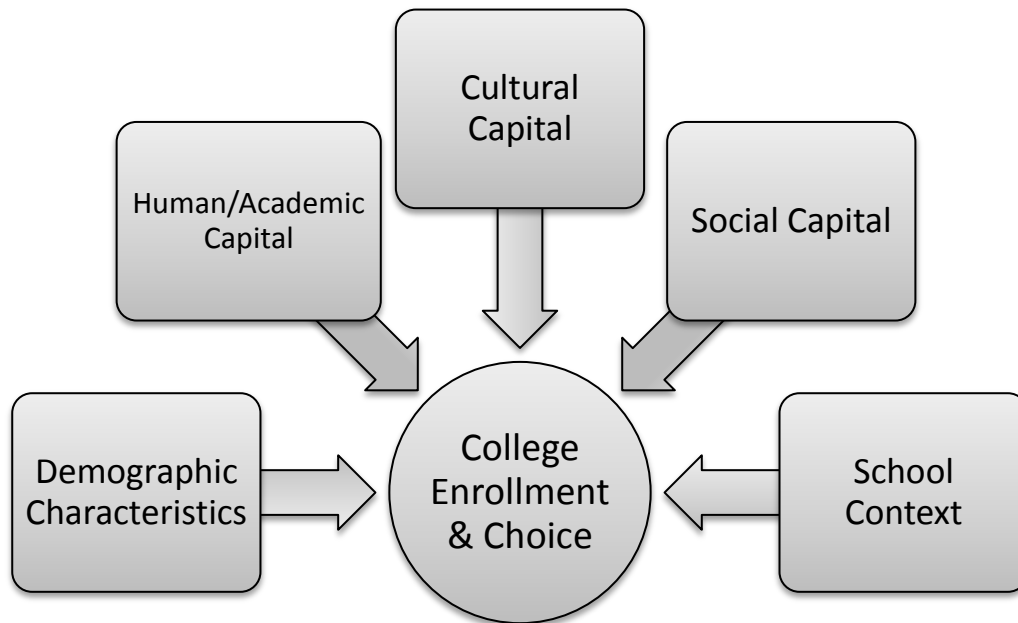 Cultural
Capital
Human/Academic
Capital
Social Capital
Demographic
Characteristics
College
Enrollment
& Choice
School
Context